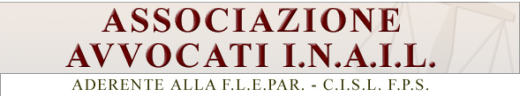 ASSOCIAZIONE
AVVOCATI I.N.A.I.L.
ADERENTE ALLA F.L.E.PAR. - C.I.S.L. F.P.S.